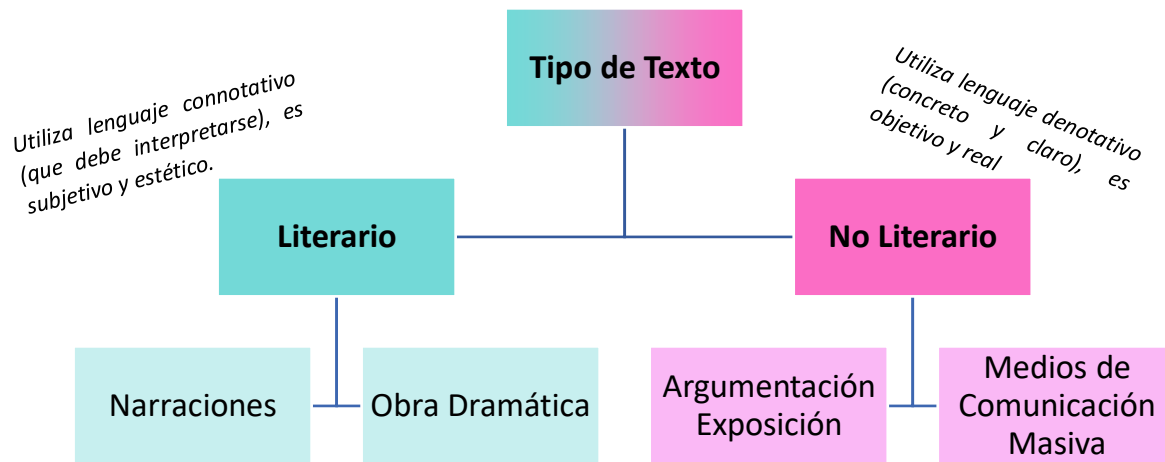 Tipo de Texto
Utiliza lenguaje connotativo
(que debe interpretarse), es
subjetivo y estético.
Utiliza lenguaje denotativo
(concreto y claro), es
objetivo y real
Literario
No Literario
Narraciones
Obra Dramática
Argumentación
Exposición
Medios de
Comunicación
Masiva